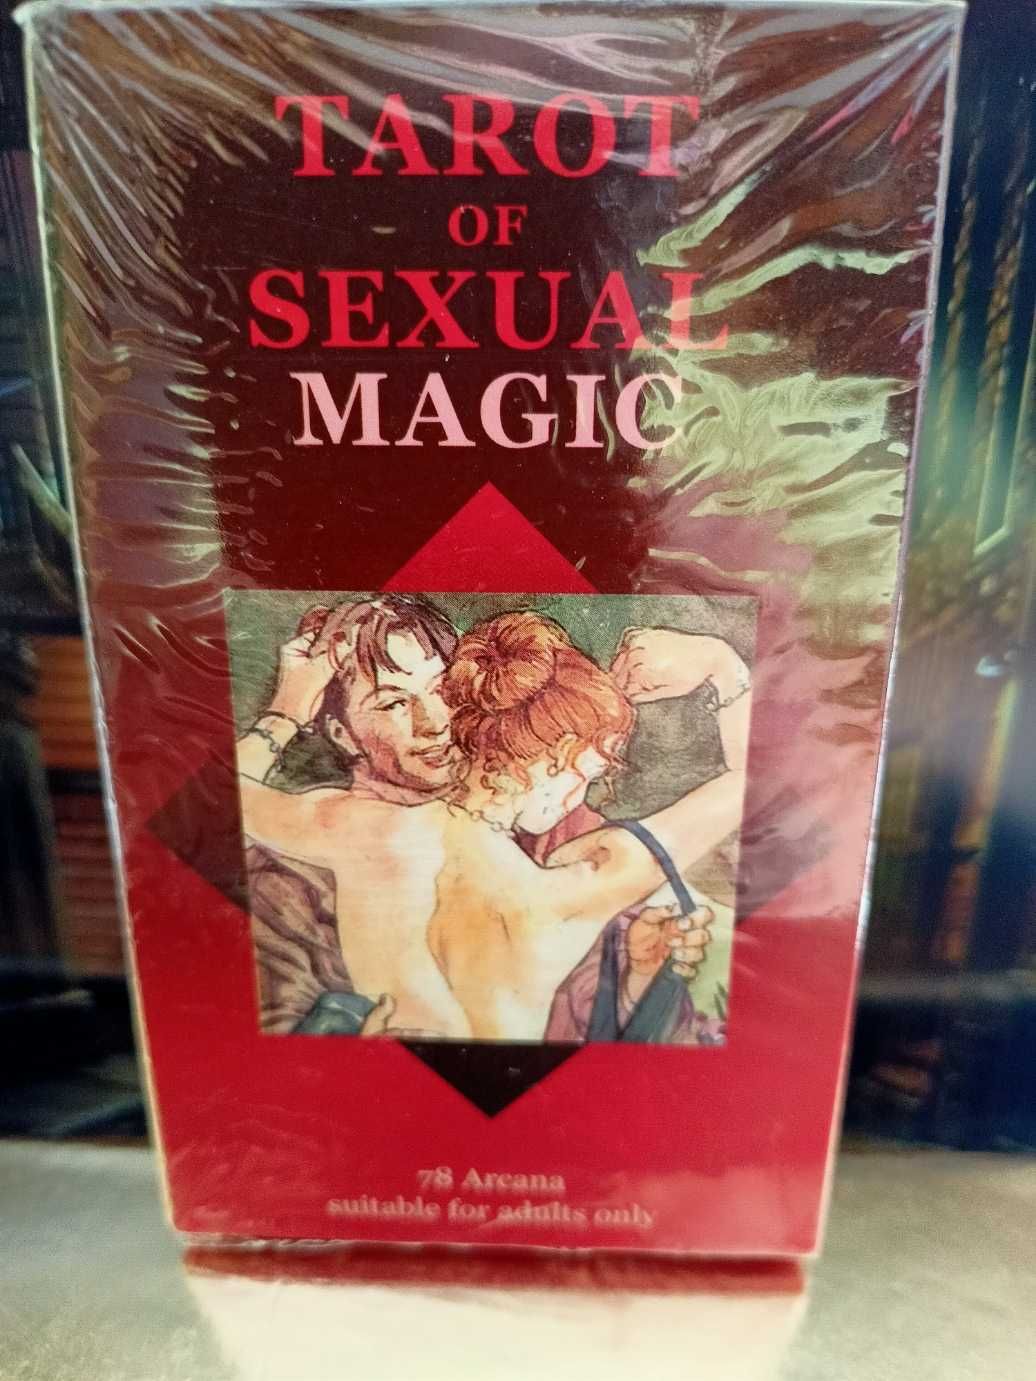 TAROT
OF
SEXUAL
MAGIC
78 Arcana
suitable for adults only